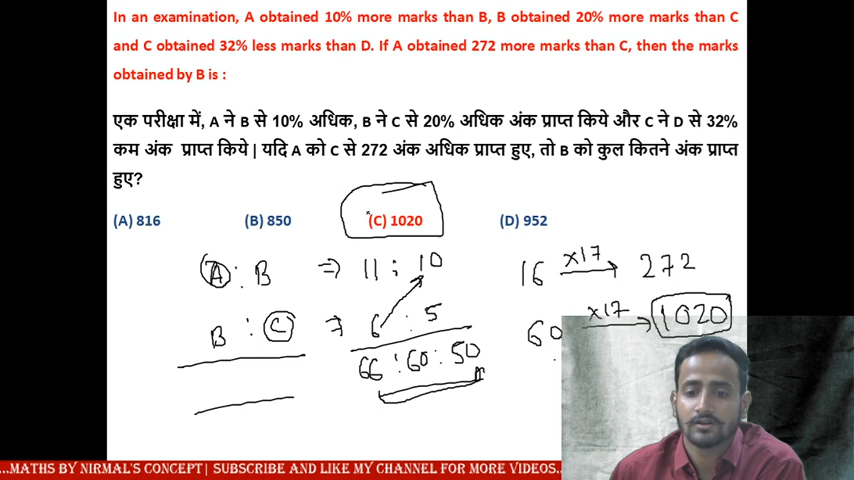 In an examination, A obtained 10% more marks than B, B obtained 20% more marks than C
and C obtained 32% less marks than D. If A obtained 272 more marks than C, then the marks
obtained by B is :
एक परीक्षा में, A ने B से 10% अधिक, B ने C से 20% अधिक अंक प्राप्त किये और C ने D से 32%
कम अंक प्राप्त किये | यदि A को C से 272 अंक अधिक प्राप्त हुए, तो B को कुल कितने अंक प्राप्त
हुए?
(A) 816 (B) 850 (C) 1020 (D) 952
A : B ⇒ 11 : 10 16 ×17→ 272
B : C ⇒ 6 : 5 60 ×17→ 1020
66 : 60 : 50
...MATHS BY NIRMAL'S CONCEPT| SUBSCRIBE AND LIKE MY CHANNEL FOR MORE VIDEOS...